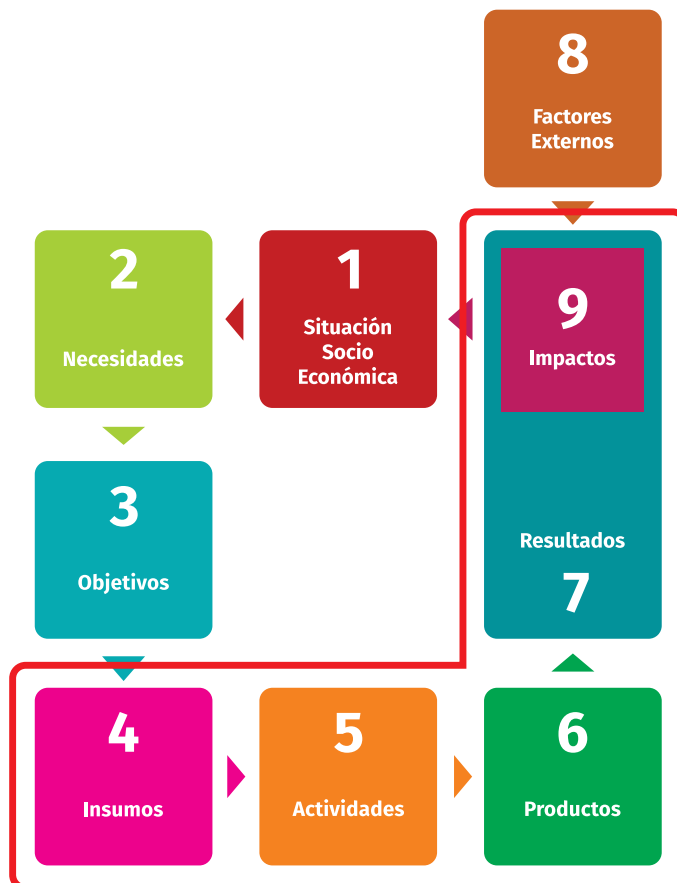 8
Factores
Externos
2
Necesidades
1
Situación
Socio
Económica
9
Impactos
3
Objetivos
Resultados
7
4
Insumos
5
Actividades
6
Productos